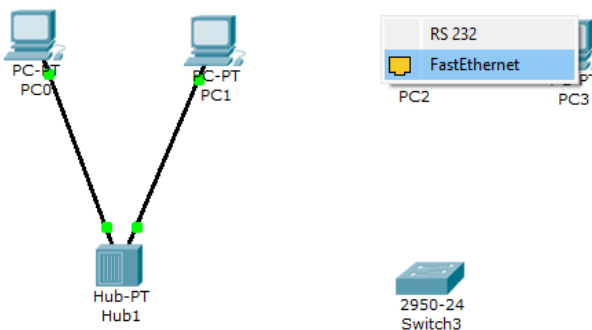 RS 232
FastEthernet
PC-PT
PC0
PC-PT
PC1
PC2
PC3
Hub-PT
Hub1
2950-24
Switch3